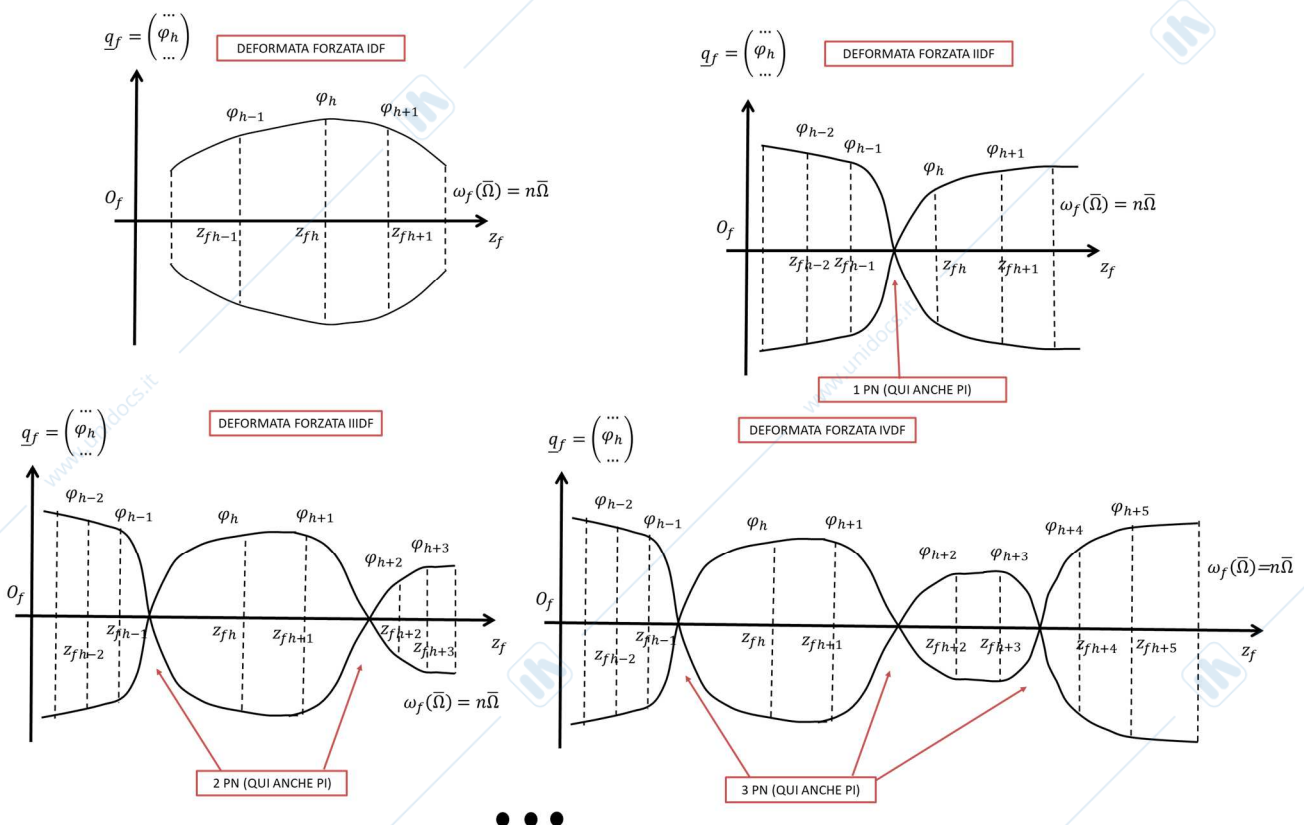 q_f = (... φ_h ...)
DEFORMATA FORZATA IDF
φ_{h-1}
φ_h
φ_{h+1}
O_f
ω_f(Ω̅) = nΩ̅
z_{fh-1}
z_{fh}
z_{fh+1}
z_f
q_f = (... φ_h ...)
DEFORMATA FORZATA IIDF
φ_{h-2}
φ_{h-1}
φ_h
φ_{h+1}
O_f
ω_f(Ω̅) = nΩ̅
z_{fh-2}
z_{fh-1}
z_{fh}
z_{fh+1}
z_f
1 PN (QUI ANCHE PI)
www.unidocs.it
www.unidocs.it
q_f = (... φ_h ...)
DEFORMATA FORZATA IIIDF
φ_{h-2}
φ_{h-1}
φ_h
φ_{h+1}
φ_{h+2}
φ_{h+3}
O_f
z_{fh-2}
z_{fh-1}
z_{fh}
z_{fh+1}
z_{fh+2}
z_{fh+3}
z_f
ω_f(Ω̅) = nΩ̅
2 PN (QUI ANCHE PI)
q_f = (... φ_h ...)
DEFORMATA FORZATA IVDF
φ_{h-2}
φ_{h-1}
φ_h
φ_{h+1}
φ_{h+2}
φ_{h+3}
φ_{h+4}
φ_{h+5}
O_f
ω_f(Ω̅)=nΩ̅
z_{fh-2}
z_{fh-1}
z_{fh}
z_{fh+1}
z_{fh+2}
z_{fh+3}
z_{fh+4}
z_{fh+5}
z_f
3 PN (QUI ANCHE PI)
...